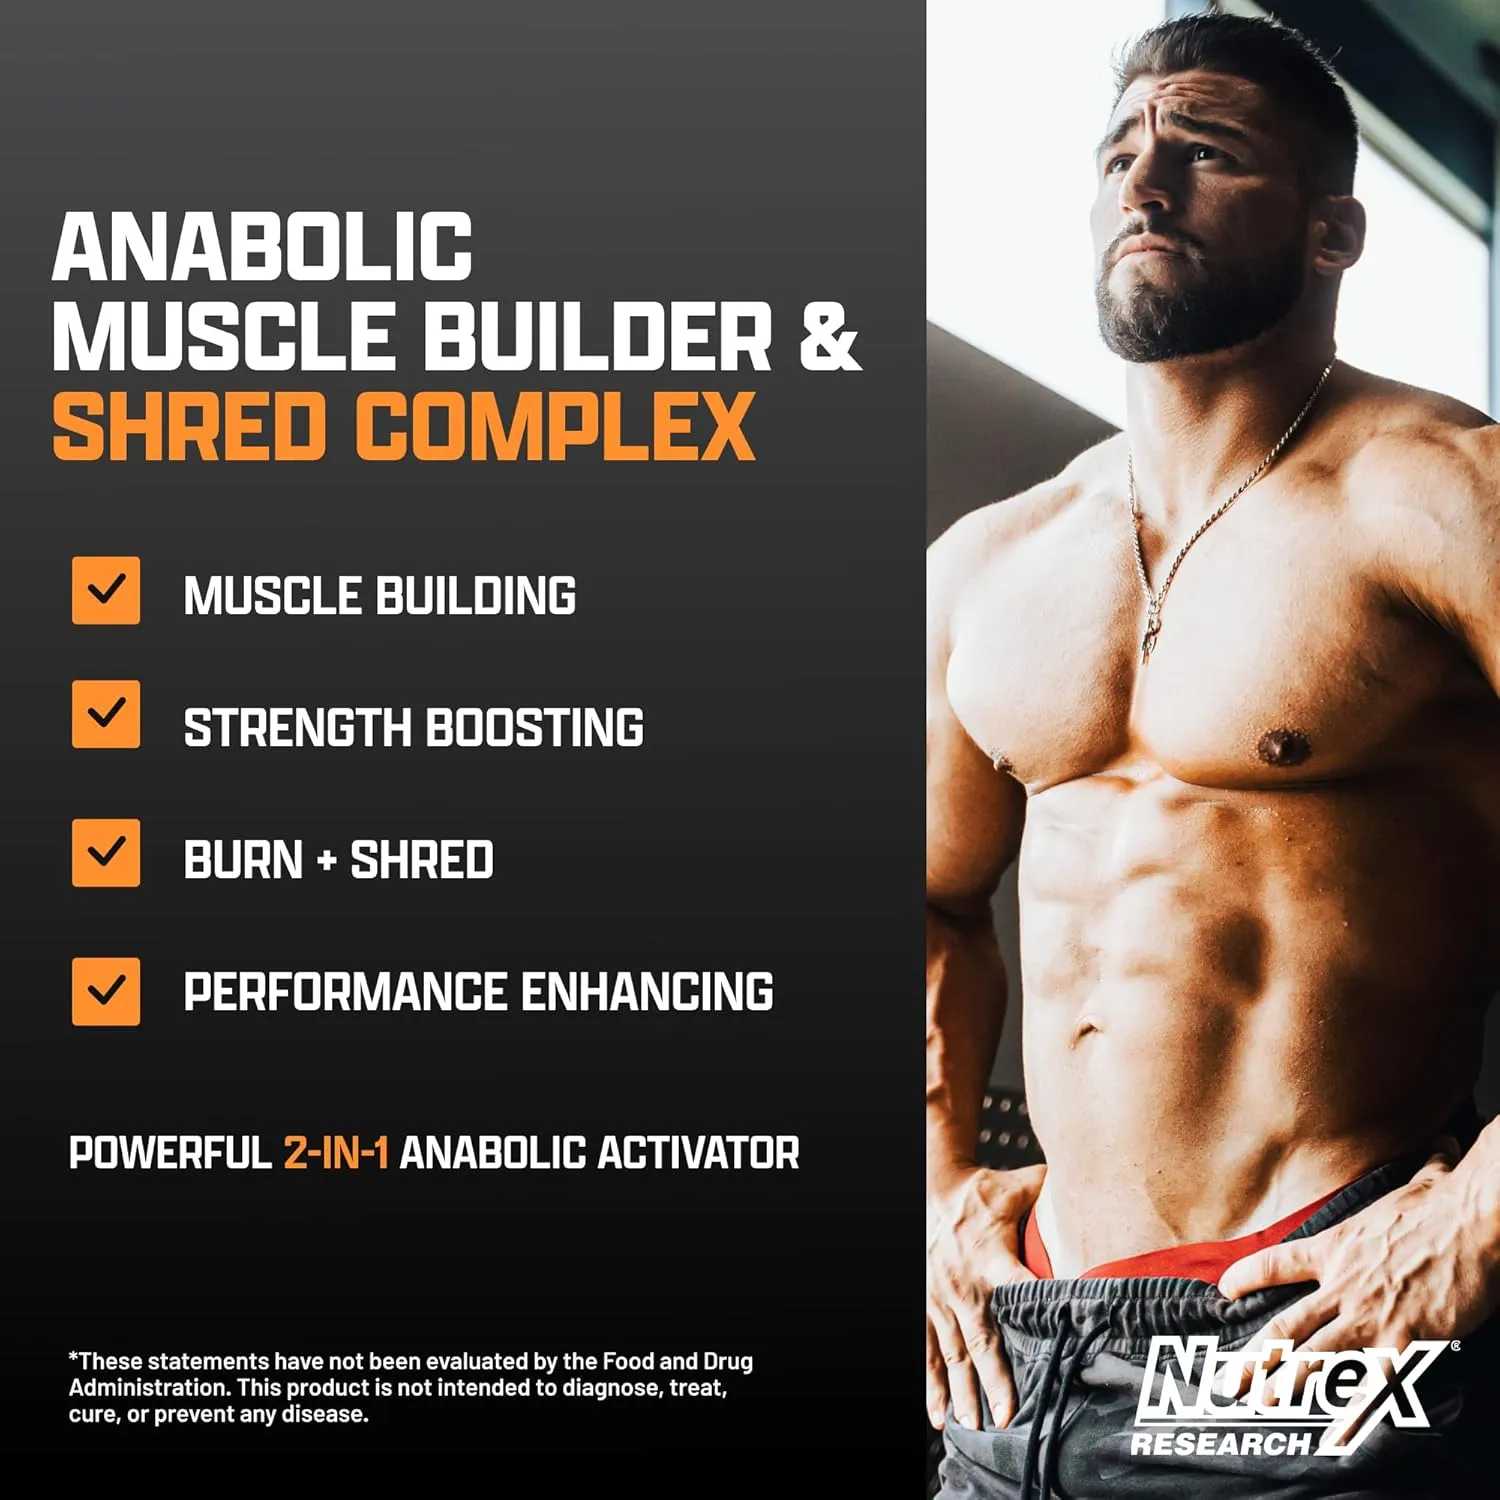 ANABOLIC
MUSCLE BUILDER &
SHRED COMPLEX
MUSCLE BUILDING
STRENGTH BOOSTING
BURN + SHRED
PERFORMANCE ENHANCING
POWERFUL 2-IN-1 ANABOLIC ACTIVATOR
*These statements have not been evaluated by the Food and Drug
Administration. This product is not intended to diagnose, treat,
cure, or prevent any disease.
Nutrex®
RESEARCH